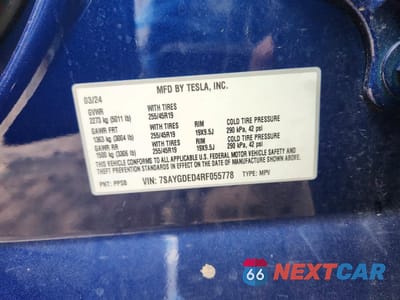 MFD BY TESLA, INC.
03/24
GVWR
2273 kg (5011 lb)
WITH TIRES
255/45R19
GAWR FRT
1363 kg (3004 lb)
WITH TIRES
255/45R19
RIM
19X9.5J
COLD TIRE PRESSURE
290 kPa, 42 psi
GAWR RR
1500 kg (3306 lb)
WITH TIRES
255/45R19
RIM
19X9.5J
COLD TIRE PRESSURE
290 kPa, 42 psi
THIS VEHICLE CONFORMS TO ALL APPLICABLE U.S. FEDERAL MOTOR VEHICLE SAFETY AND
THEFT PREVENTION STANDARDS IN EFFECT ON THE DATE OF MANUFACTURE SHOWN ABOVE.
PNT: PPSB
VIN: 7SAYGDED4RF055778
TYPE: MPV
66 NEXTCAR